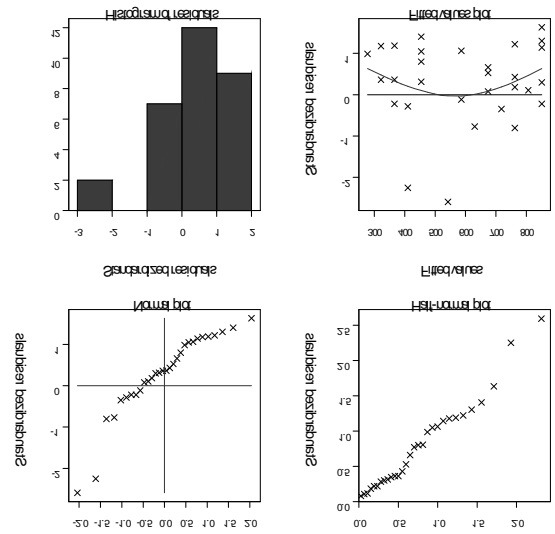 Histogram of residuals
12
10
8
6
4
2
0
-3 -2 -1 0 1 2
Standardized residuals
Fitted values plot
Standardized residuals
1
0
-1
-2
300 400 500 600 700 800
Fitted values
Normal plot
Standardized residuals
1
0
-1
-2
-2.0 -1.5 -1.0 -0.5 0.0 0.5 1.0 1.5 2.0
Half-normal plot
Standardized residuals
2.5
2.0
1.5
1.0
0.5
0.0
0.0 0.5 1.0 1.5 2.0